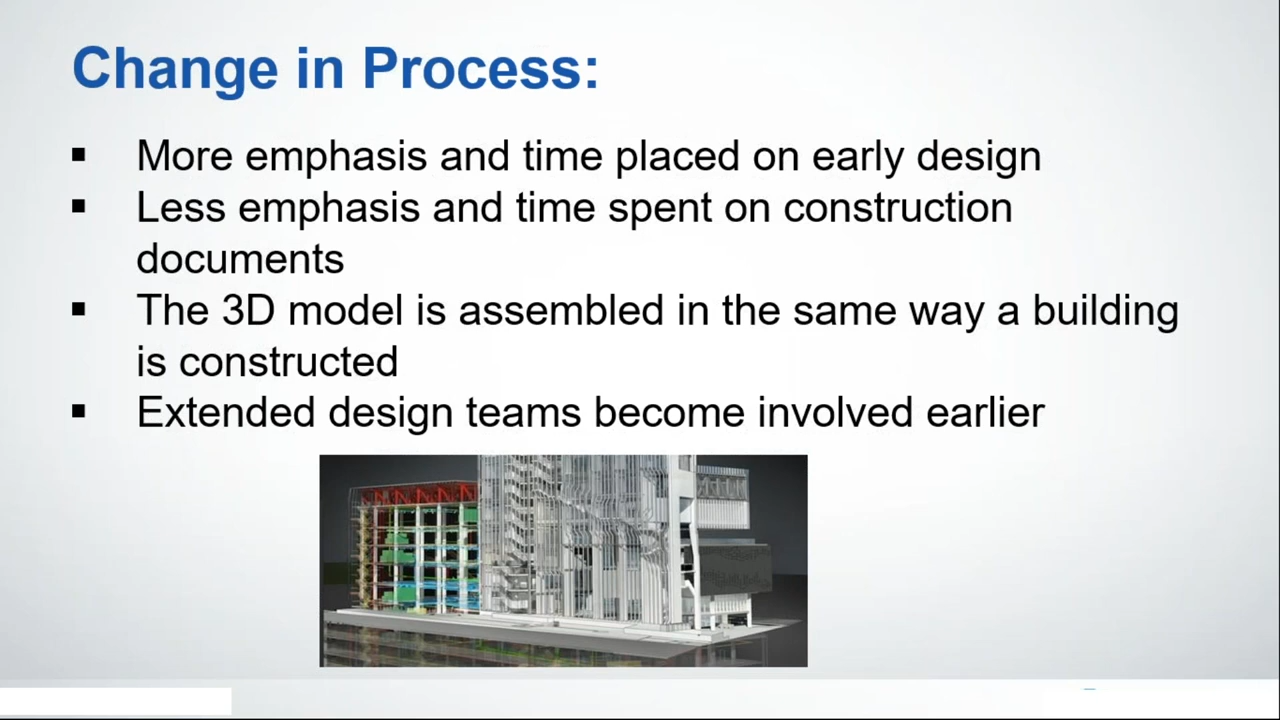 Change in Process:
▪ More emphasis and time placed on early design
▪ Less emphasis and time spent on construction
documents
▪ The 3D model is assembled in the same way a building
is constructed
▪ Extended design teams become involved earlier